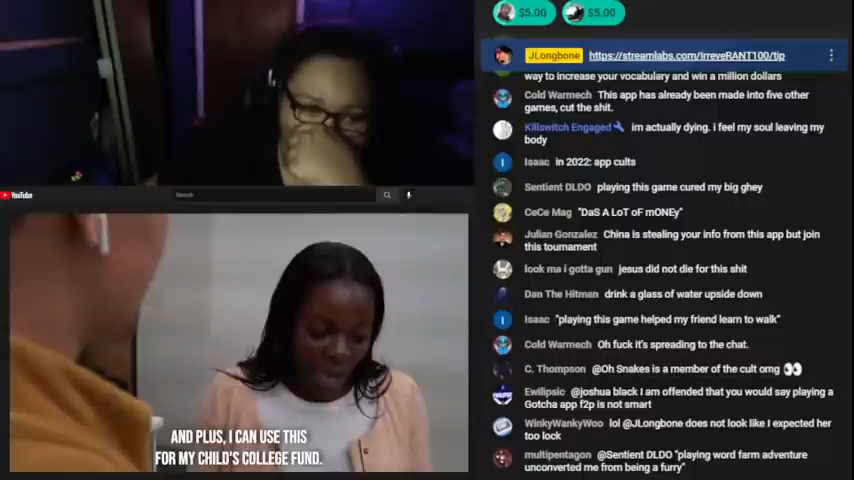 $5.00
$5.00
JLongbone https://streamlabs.com/IrreveRANT100/tip
way to increase your vocabulary and win a million dollars
Cold Warmech This app has already been made into five other
games, cut the shit.
Killswitch Engaged im actually dying. i feel my soul leaving my
body
Isaac in 2022: app cults
Sentient DLDO playing this game cured my big ghey
CeCe Mag "DaS A LoT oF mONEy"
Julian Gonzalez China is stealing your info from this app but join
this tournament
look ma i gotta gun jesus did not die for this shit
Dan The Hitman drink a glass of water upside down
Isaac "playing this game helped my friend learn to walk"
Cold Warmech Oh fuck it's spreading to the chat.
C. Thompson @Oh Snakes is a member of the cult omg 👀
Ewilipsic @joshua black I am offended that you would say playing a
Gotcha app f2p is not smart
WinkyWankyWoo lol @JLongbone does not look like I expected her
too lock
multipentagon @Sentient DLDO "playing word farm adventure
unconverted me from being a furry"
YouTube
Search
AND PLUS, I CAN USE THIS
FOR MY CHILD'S COLLEGE FUND.